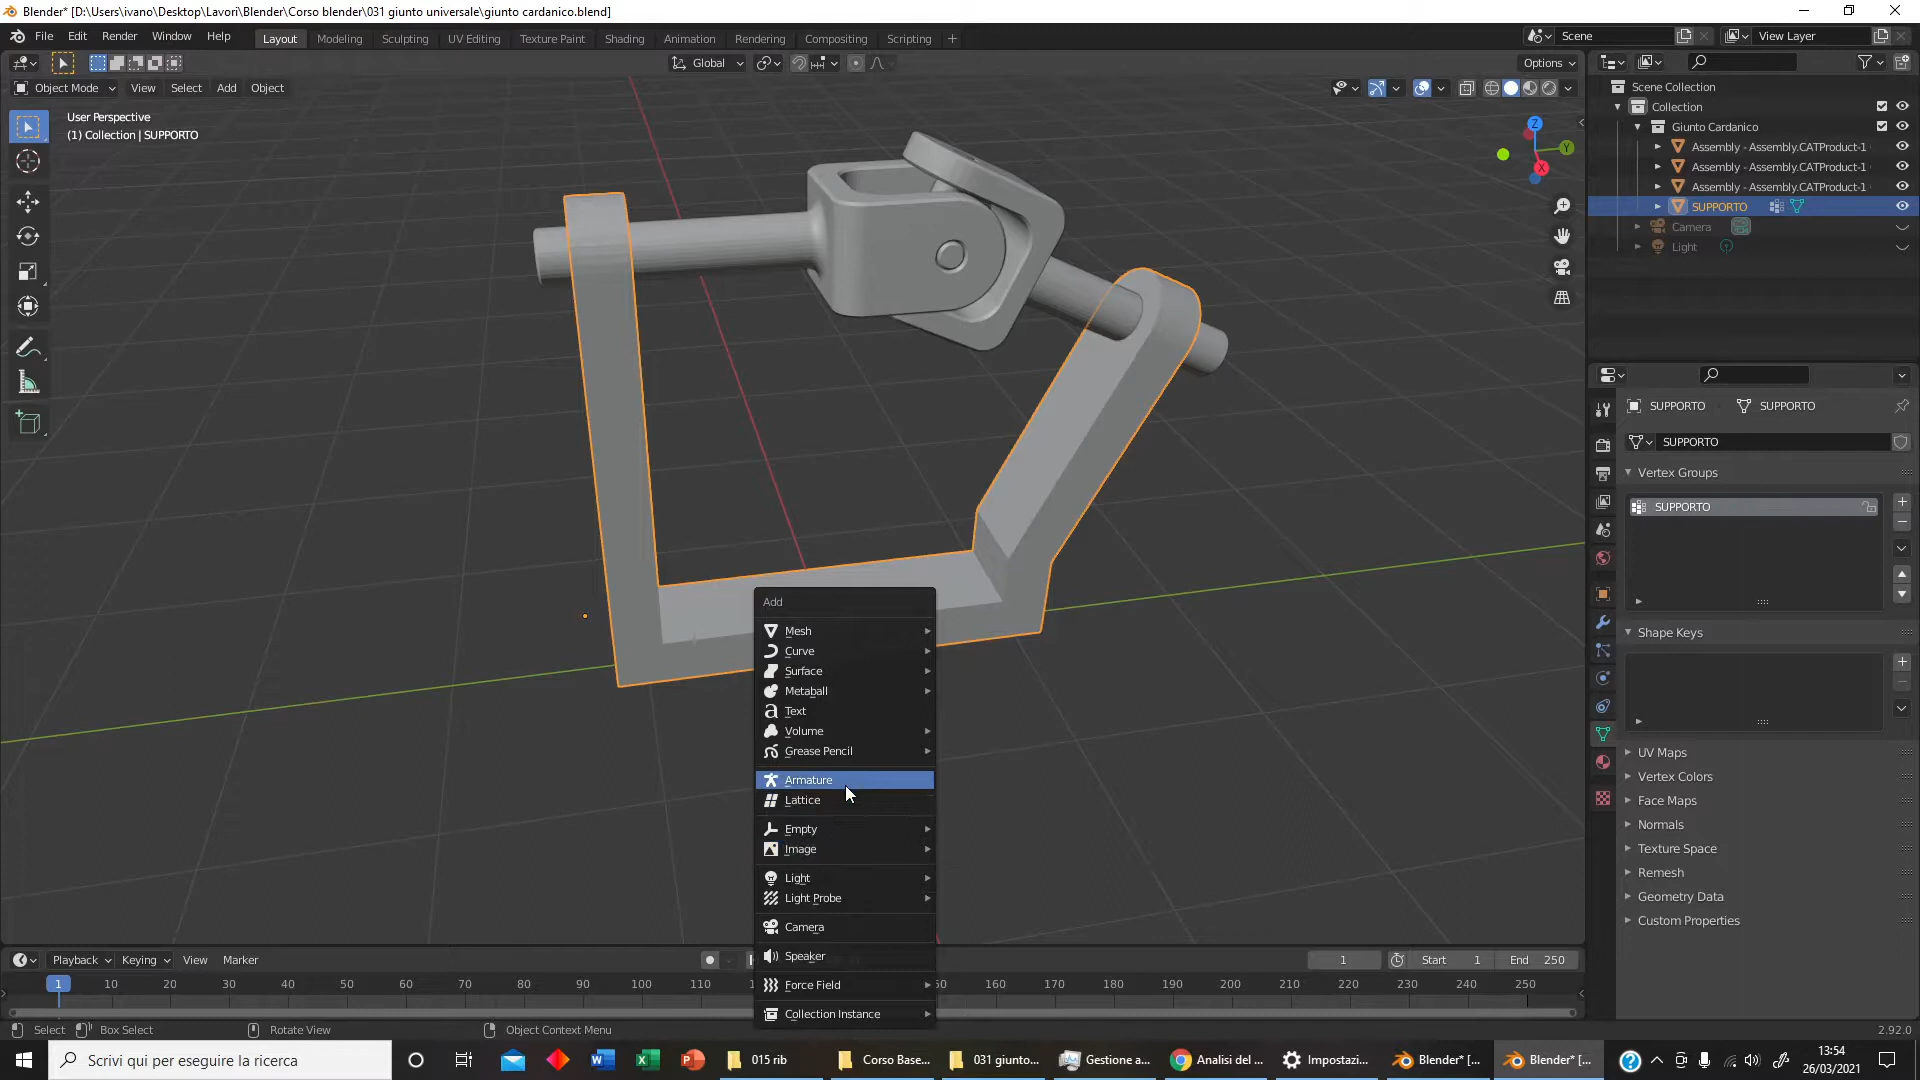 Blender* [D:\Users\ivano\Desktop\Lavori\Blender\Corso blender\031 giunto universale\giunto cardanico.blend]
File Edit Render Window Help Layout Modeling Sculpting UV Editing Texture Paint Shading Animation Rendering Compositing Scripting + Scene View Layer
Global Options
Object Mode View Select Add Object
User Perspective
(1) Collection | SUPPORTO
Z
Y
X
Scene Collection
Collection
Giunto Cardanico
Assembly - Assembly.CATProduct-1
Assembly - Assembly.CATProduct-1
Assembly - Assembly.CATProduct-1
SUPPORTO
Camera
Light
SUPPORTO SUPPORTO
SUPPORTO
Vertex Groups
SUPPORTO
Shape Keys
UV Maps
Vertex Colors
Face Maps
Normals
Texture Space
Remesh
Geometry Data
Custom Properties
Add
Mesh
Curve
Surface
Metaball
Text
Volume
Grease Pencil
Armature
Lattice
Empty
Image
Light
Light Probe
Camera
Speaker
Force Field
Collection Instance
Playback Keying View Marker 1 Start 1 End 250
1 10 20 30 40 50 60 70 80 90 100 110 160 170 180 190 200 210 220 230 240 250
Select Box Select Rotate View Object Context Menu 2.92.0
Scrivi qui per eseguire la ricerca 015 rib Corso Base... 031 giunto... Gestione a... Analisi del ... Impostazi... Blender* [... Blender* [... 13:54
26/03/2021